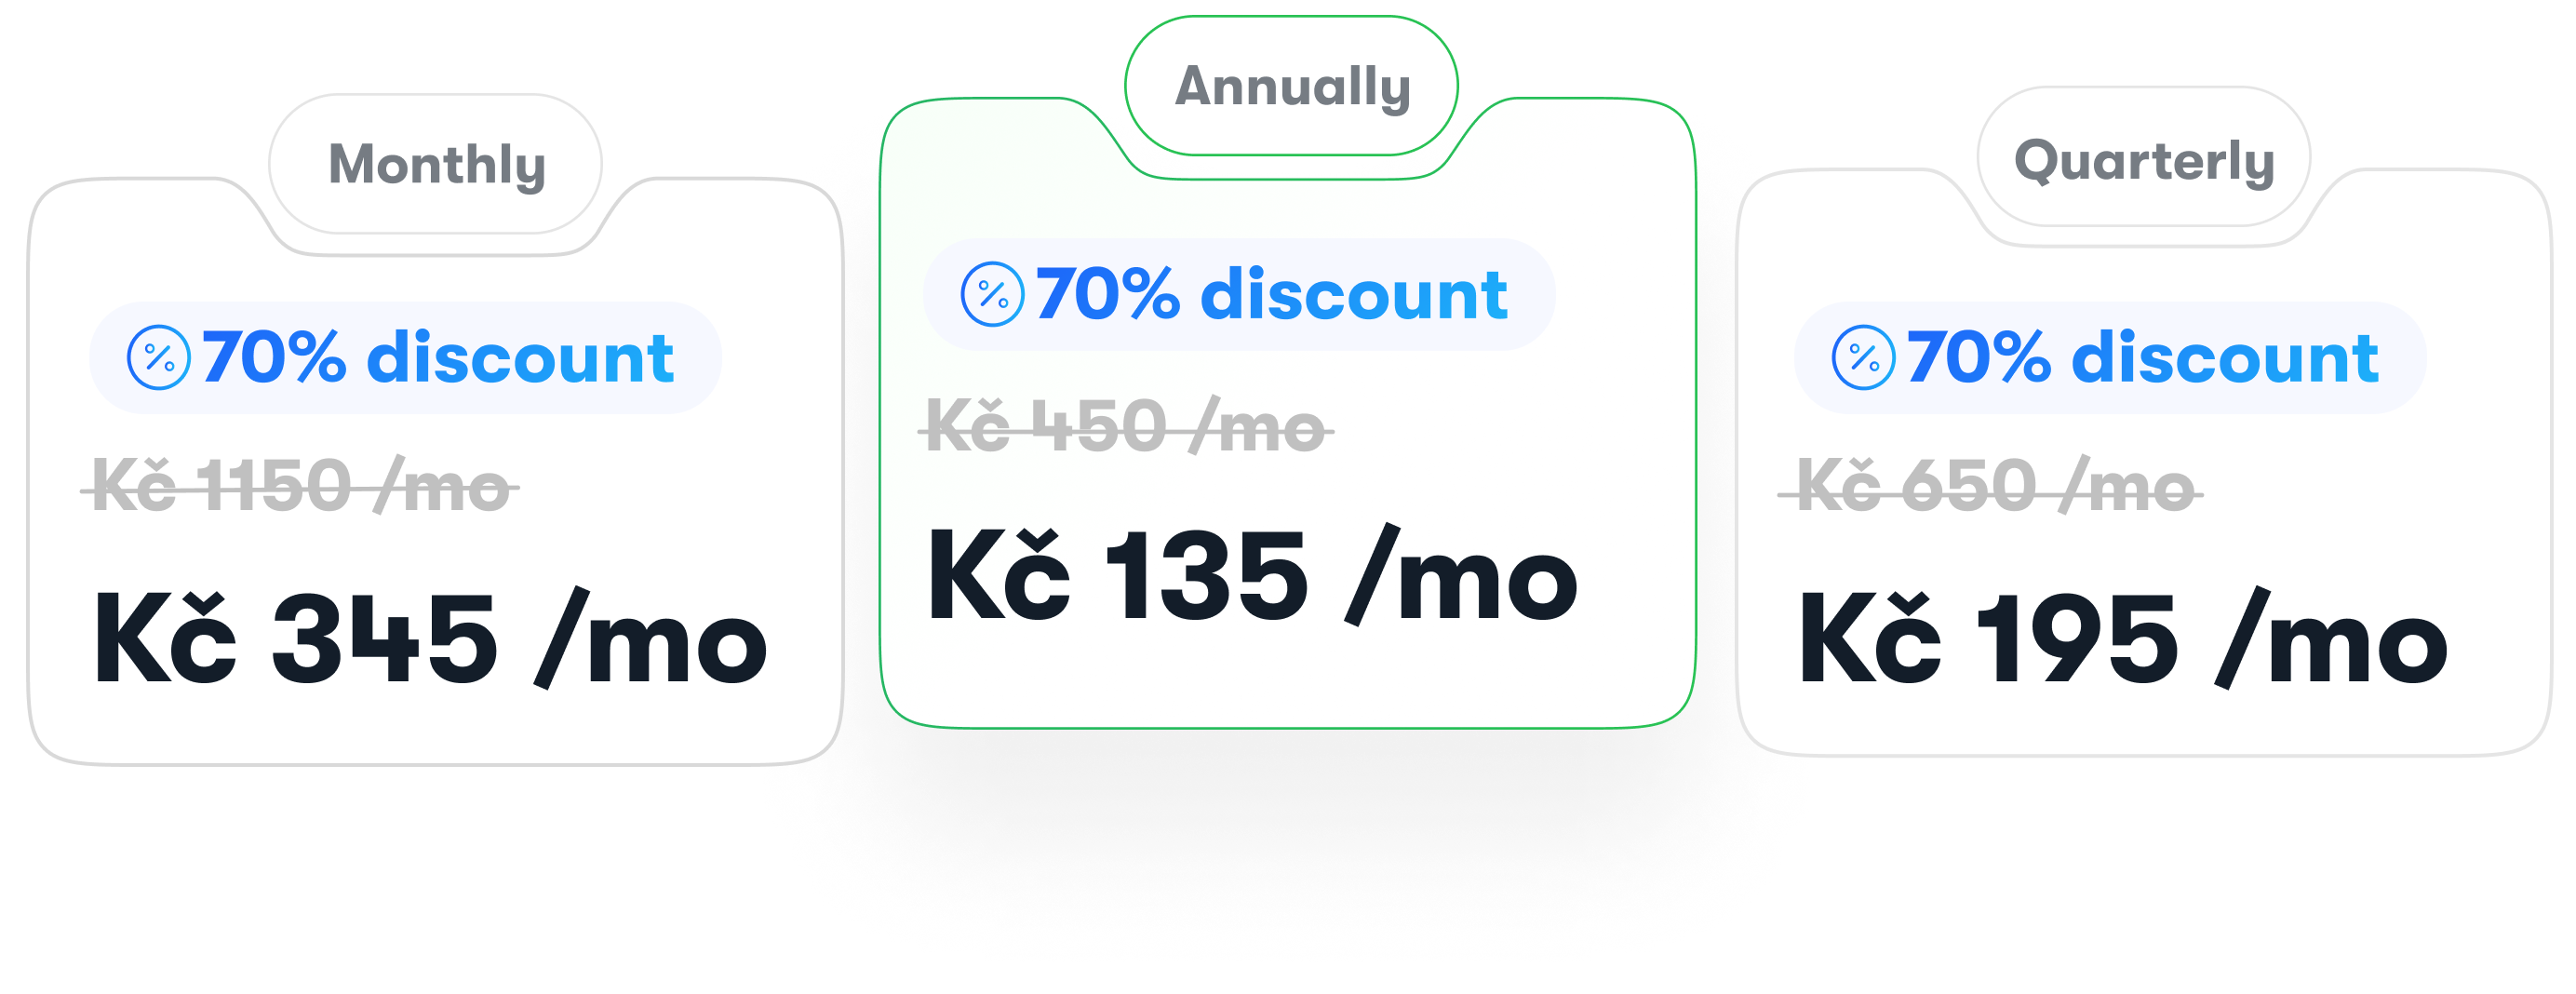 Monthly
70% discount
Kč 1150 /mo
Kč 345 /mo
Annually
70% discount
Kč 450 /mo
Kč 135 /mo
Quarterly
70% discount
Kč 650 /mo
Kč 195 /mo